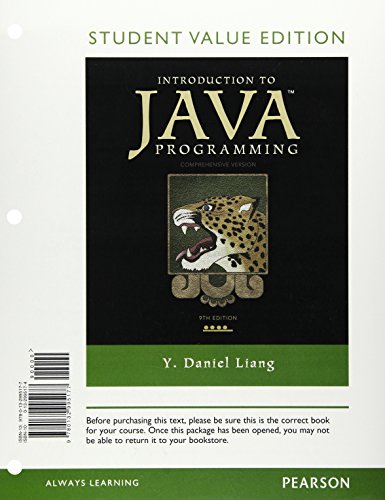 STUDENT VALUE EDITION
INTRODUCTION TO
JAVA™
PROGRAMMING
COMPREHENSIVE VERSION
9TH EDITION
Y. Daniel Liang
Before purchasing this text, please be sure this is the correct book
for your course. Once this package has been opened, you may
not be able to return it to your bookstore.
ALWAYS LEARNING
PEARSON